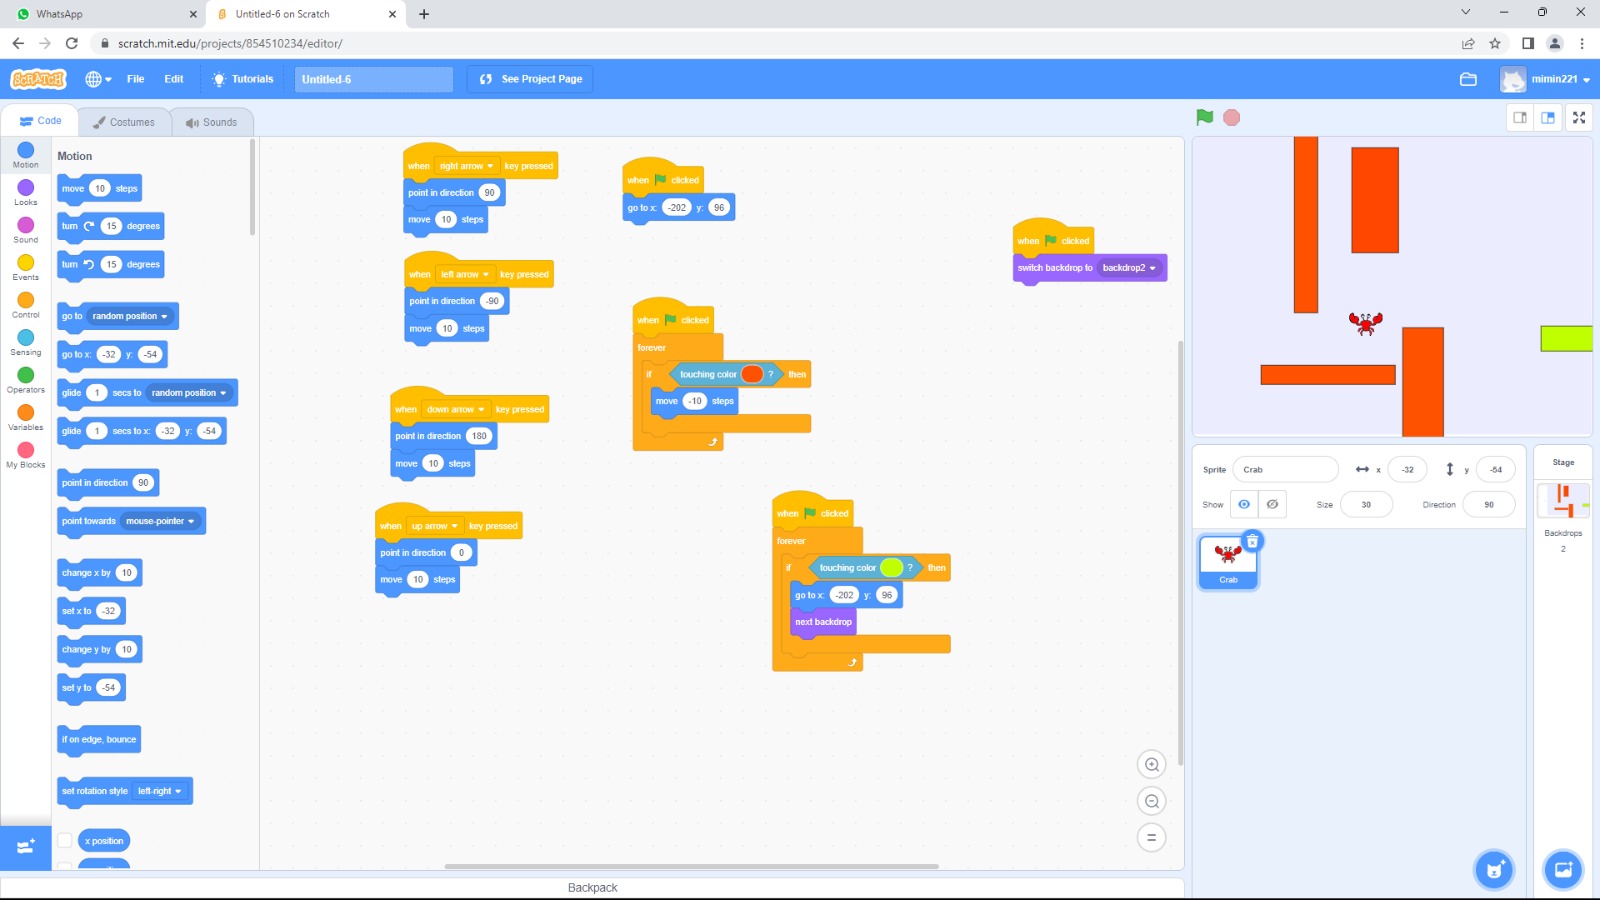 WhatsApp
Untitled-6 on Scratch
scratch.mit.edu/projects/854510234/editor/
SCRATCH
File
Edit
Tutorials
Untitled-6
See Project Page
mimin221
Code
Costumes
Sounds
Motion
Looks
Sound
Events
Control
Sensing
Operators
Variables
My Blocks
Motion
move 10 steps
turn 15 degrees
turn 15 degrees
go to random position
go to x: -32 y: -54
glide 1 secs to random position
glide 1 secs to x: -32 y: -54
point in direction 90
point towards mouse-pointer
change x by 10
set x to -32
change y by 10
set y to -54
if on edge, bounce
set rotation style left-right
x position
when right arrow key pressed
point in direction 90
move 10 steps
when left arrow key pressed
point in direction -90
move 10 steps
when down arrow key pressed
point in direction 180
move 10 steps
when up arrow key pressed
point in direction 0
move 10 steps
when clicked
go to x: -202 y: 96
when clicked
forever
if touching color ? then
move -10 steps
when clicked
forever
if touching color ? then
go to x: -202 y: 96
next backdrop
when clicked
switch backdrop to backdrop2
Sprite Crab x -32 y -54
Show Size 30 Direction 90
Crab
Stage
Backdrops
2
Backpack